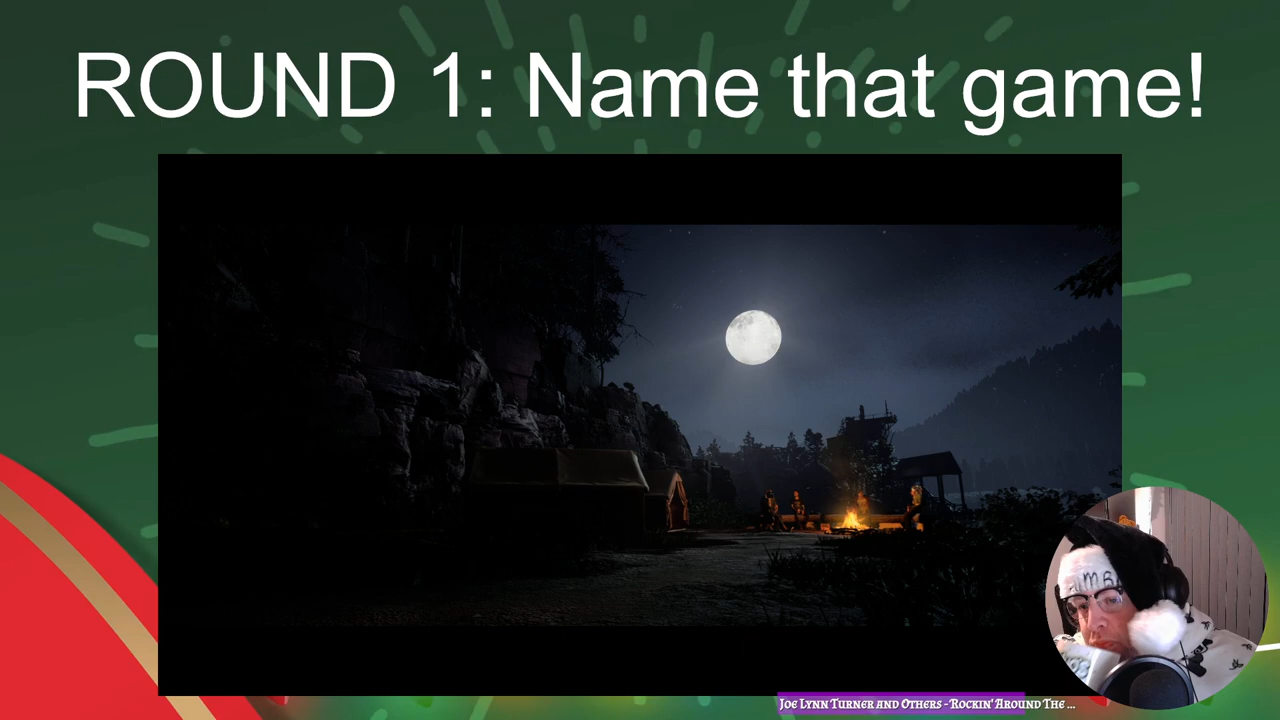 ROUND 1: Name that game!
Joe Lynn Turner and Others - 'Rockin' Around The ...